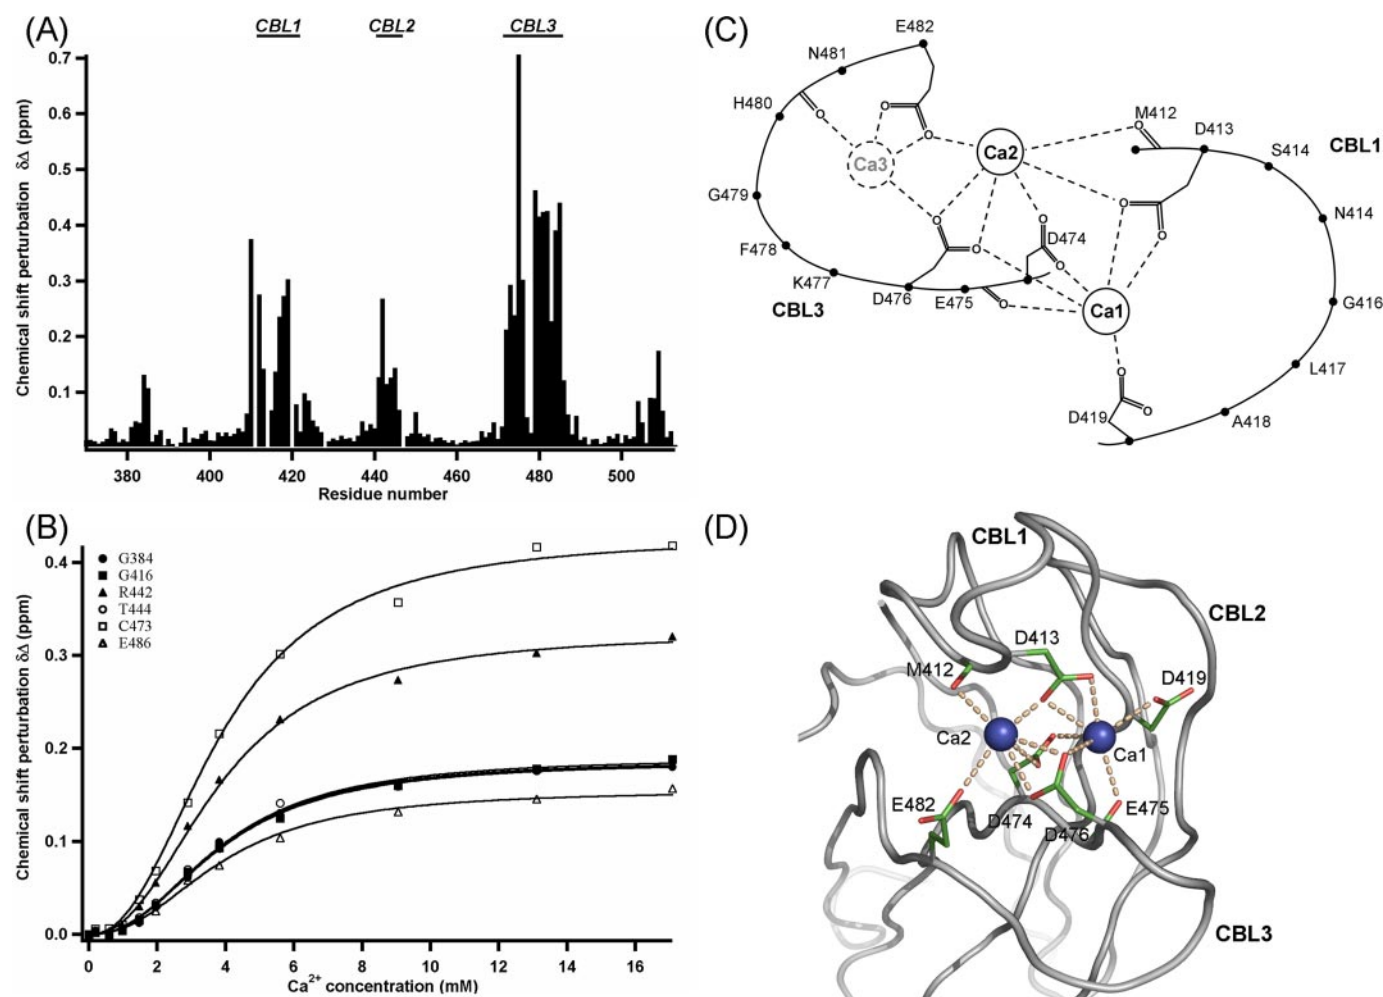 (A)
CBL1
CBL2
CBL3
Chemical shift perturbation δΔ (ppm)
0.7
0.6
0.5
0.4
0.3
0.2
0.1
380
400
420
440
460
480
500
Residue number
(B)
G384
G416
R442
T444
C473
E486
Chemical shift perturbation δΔ (ppm)
0.4
0.3
0.2
0.1
0.0
0
2
4
6
8
10
12
14
16
Ca²⁺ concentration (mM)
(C)
E482
N481
H480
G479
F478
K477
D476
E475
D474
CBL3
Ca3
Ca2
Ca1
M412
D413
CBL1
S414
N414
G416
L417
A418
D419
O
O
O
O
O
O
O
O
O
O
O
O
O
O
(D)
CBL1
CBL2
D413
M412
D419
Ca2
Ca1
E482
D474
D476
E475
CBL3